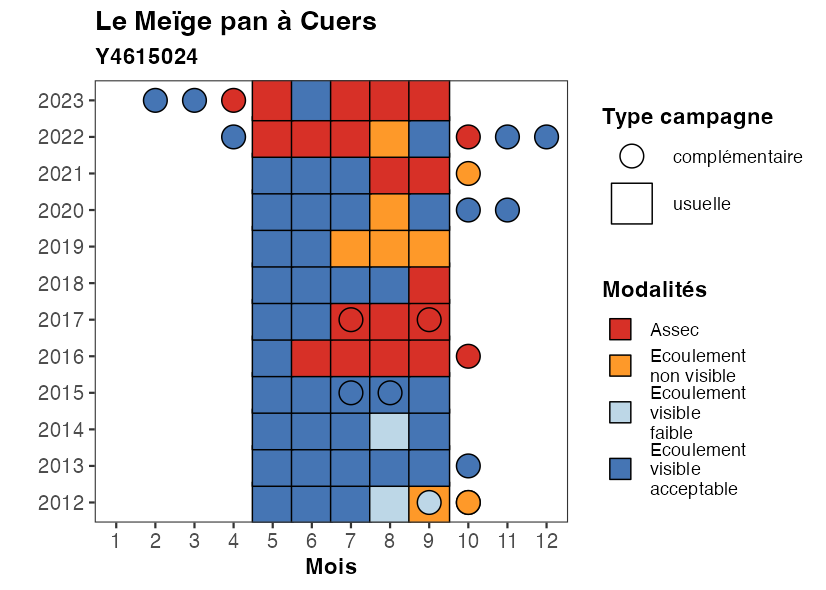 Le Meïge pan à Cuers
Y4615024
2023
2022
2021
2020
2019
2018
2017
2016
2015
2014
2013
2012
1 2 3 4 5 6 7 8 9 10 11 12
Mois
Type campagne
complémentaire
usuelle
Modalités
Assec
Ecoulement
non visible
Ecoulement
visible
faible
Ecoulement
visible
acceptable